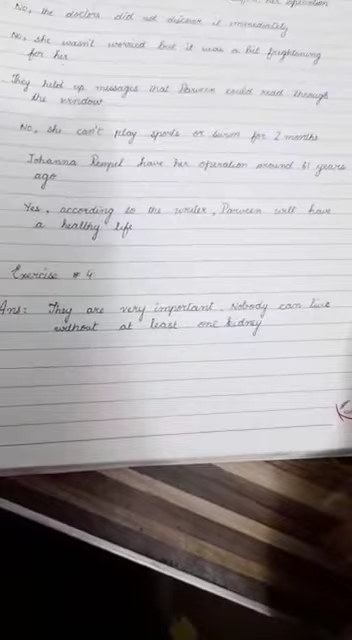 her operation
No, the doctors did not discover it immediately
No, she wasn't worried but it was a bit frightening
for her
They held up messages that Parveen could read through
the window
No, she can't play sports or swim for 2 months
Johanna Rempel have her operation around 61 years
ago
Yes, according to the writer, Parveen will have
a healthy life
Exercise # 4
Ans: They are very important. Nobody can live
without at least one kidney